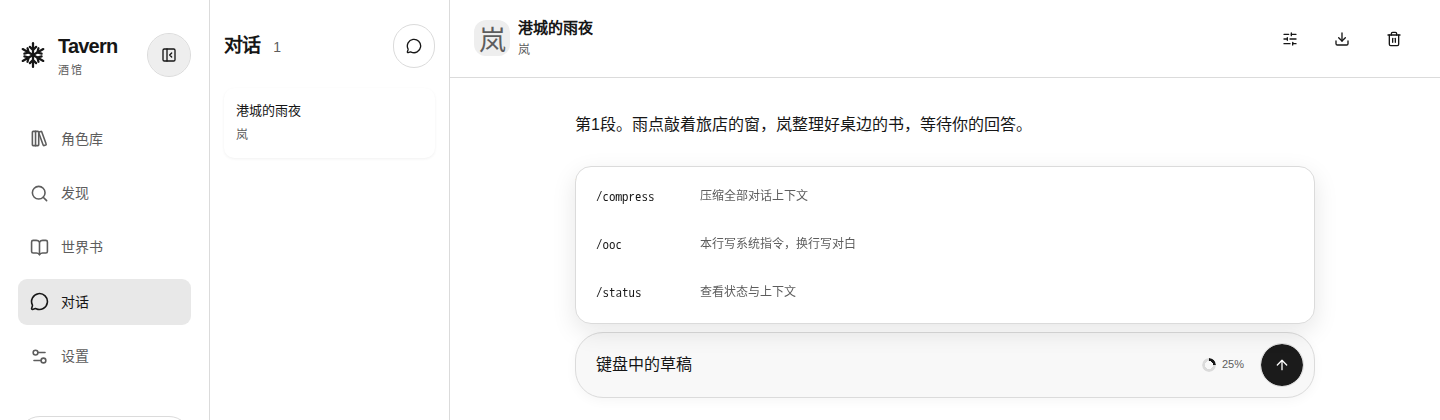 Tavern
酒馆
角色库
发现
世界书
对话
设置
对话 1
港城的雨夜
岚
岚
港城的雨夜
岚
第1段。雨点敲着旅店的窗，岚整理好桌边的书，等待你的回答。
/compress 压缩全部对话上下文
/ooc 本行写系统指令，换行写对白
/status 查看状态与上下文
键盘中的草稿 25%